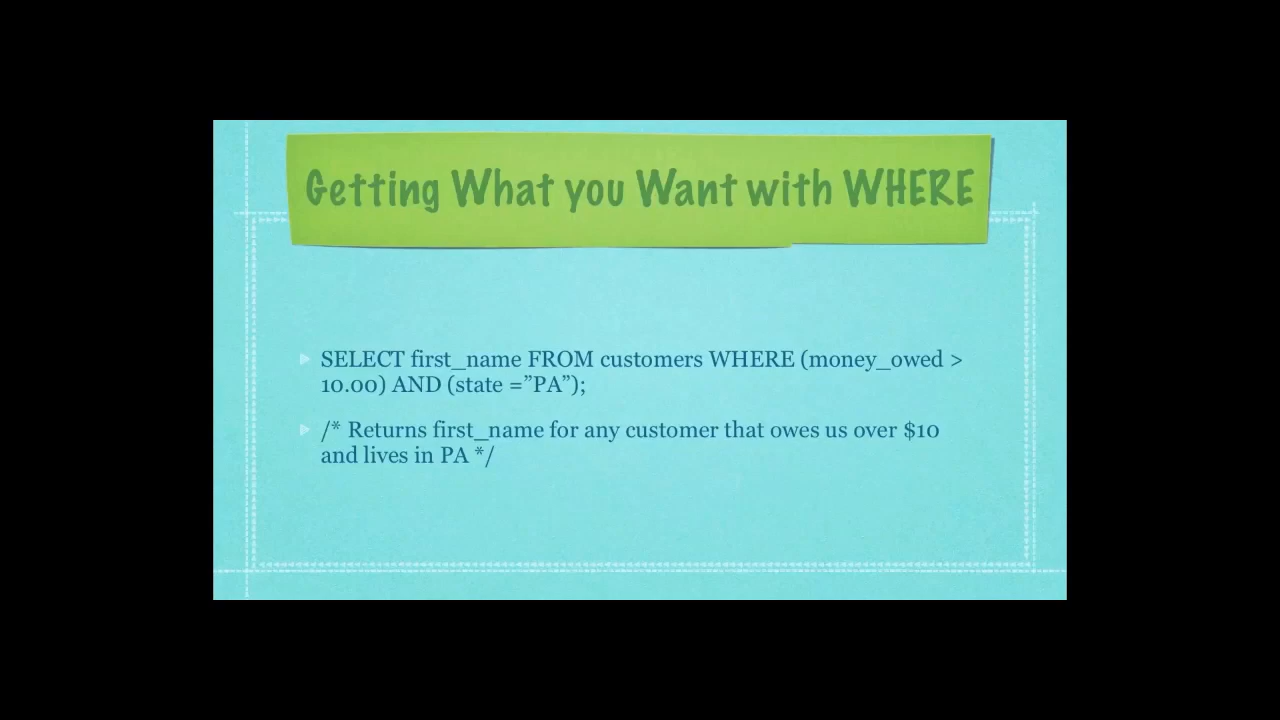 Getting What you Want with WHERE
SELECT first_name FROM customers WHERE (money_owed >
10.00) AND (state =”PA”);
/* Returns first_name for any customer that owes us over $10
and lives in PA */